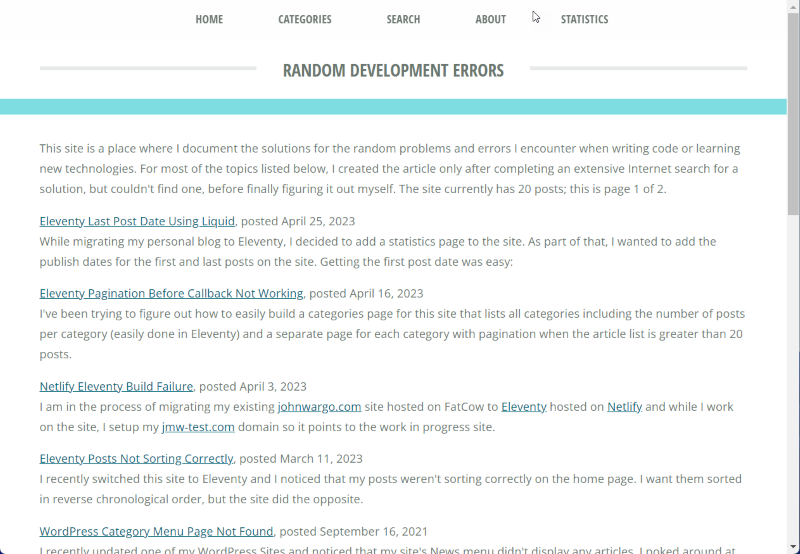 HOME CATEGORIES SEARCH ABOUT STATISTICS
RANDOM DEVELOPMENT ERRORS
This site is a place where I document the solutions for the random problems and errors I encounter when writing code or learning
new technologies. For most of the topics listed below, I created the article only after completing an extensive Internet search for a
solution, but couldn't find one, before finally figuring it out myself. The site currently has 20 posts; this is page 1 of 2.
Eleventy Last Post Date Using Liquid, posted April 25, 2023
While migrating my personal blog to Eleventy, I decided to add a statistics page to the site. As part of that, I wanted to add the
publish dates for the first and last posts on the site. Getting the first post date was easy:
Eleventy Pagination Before Callback Not Working, posted April 16, 2023
I've been trying to figure out how to easily build a categories page for this site that lists all categories including the number of posts
per category (easily done in Eleventy) and a separate page for each category with pagination when the article list is greater than 20
posts.
Netlify Eleventy Build Failure, posted April 3, 2023
I am in the process of migrating my existing johnwargo.com site hosted on FatCow to Eleventy hosted on Netlify and while I work
on the site, I setup my jmw-test.com domain so it points to the work in progress site.
Eleventy Posts Not Sorting Correctly, posted March 11, 2023
I recently switched this site to Eleventy and I noticed that my posts weren't sorting correctly on the home page. I want them sorted
in reverse chronological order, but the site did the opposite.
WordPress Category Menu Page Not Found, posted September 16, 2021
I recently updated one of my WordPress Sites and noticed that my site's News menu didn't display any articles. I poked around at